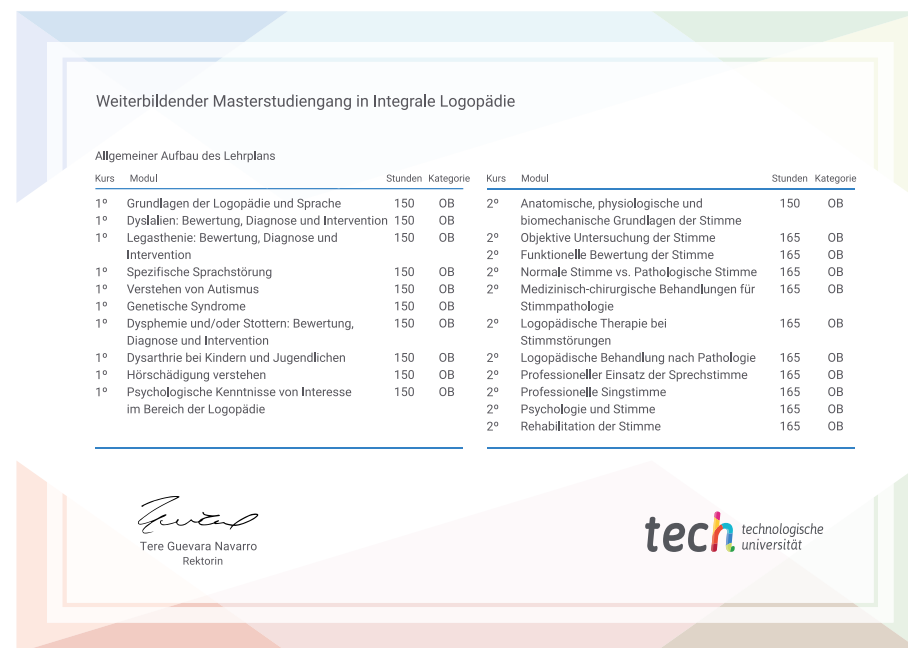 Weiterbildender Masterstudiengang in Integrale Logopädie
Allgemeiner Aufbau des Lehrplans
Kurs Modul Stunden Kategorie
1º Grundlagen der Logopädie und Sprache 150 OB
1º Dyslalien: Bewertung, Diagnose und Intervention 150 OB
1º Legasthenie: Bewertung, Diagnose und 150 OB
Intervention
1º Spezifische Sprachstörung 150 OB
1º Verstehen von Autismus 150 OB
1º Genetische Syndrome 150 OB
1º Dysphemie und/oder Stottern: Bewertung, 150 OB
Diagnose und Intervention
1º Dysarthrie bei Kindern und Jugendlichen 150 OB
1º Hörschädigung verstehen 150 OB
1º Psychologische Kenntnisse von Interesse 150 OB
im Bereich der Logopädie
Kurs Modul Stunden Kategorie
2º Anatomische, physiologische und 150 OB
biomechanische Grundlagen der Stimme
2º Objektive Untersuchung der Stimme 165 OB
2º Funktionelle Bewertung der Stimme 165 OB
2º Normale Stimme vs. Pathologische Stimme 165 OB
2º Medizinisch-chirurgische Behandlungen für 165 OB
Stimmpathologie
2º Logopädische Therapie bei 165 OB
Stimmstörungen
2º Logopädische Behandlung nach Pathologie 165 OB
2º Professioneller Einsatz der Sprechstimme 165 OB
2º Professionelle Singstimme 165 OB
2º Psychologie und Stimme 165 OB
2º Rehabilitation der Stimme 165 OB
Tere Guevara Navarro
Rektorin
tech technologische
universität